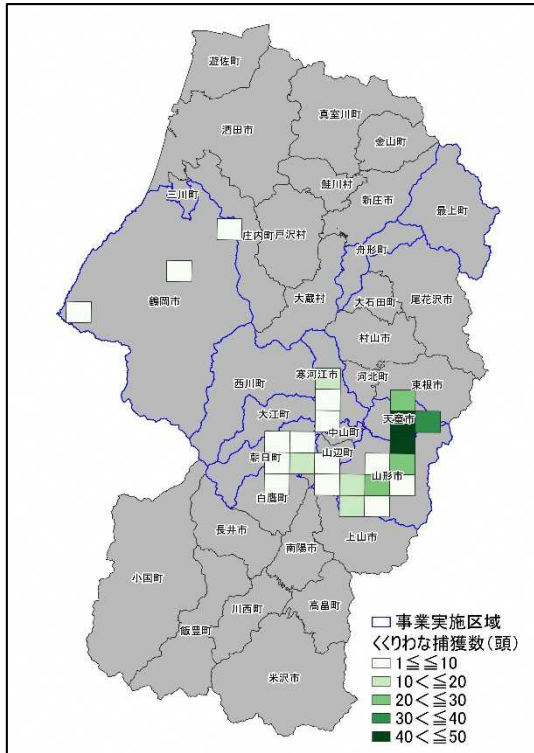 遊佐町
真室川町
酒田市
金山町
鮭川村
新庄市
三川町
最上町
庄内町
戸沢村
舟形町
鶴岡市
大蔵村
大石田町
尾花沢市
村山市
寒河江市
河北町
西川町
東根市
大江町
天童市
中山町
朝日町
山辺町
山形市
白鷹町
長井市
上山市
南陽市
小国町
川西町
高畠町
飯豊町
米沢市
事業実施区域
くくりわな捕獲数(頭)
1≦≦10
10<≦20
20<≦30
30<≦40
40<≦50